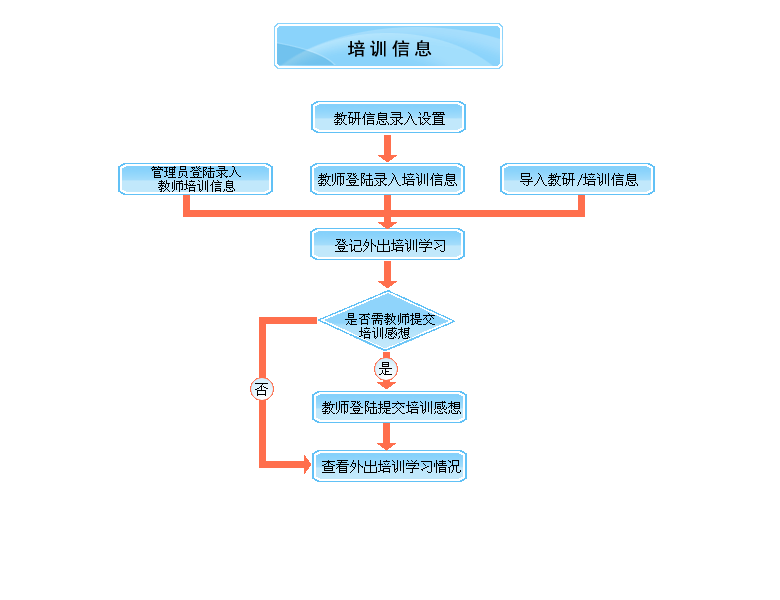 培训信息
教研信息录入设置
管理员登陆录入
教师培训信息
教师登陆录入培训信息
导入教研/培训信息
登记外出培训学习
是否需教师提交
培训感想
是
否
教师登陆提交培训感想
查看外出培训学习情况